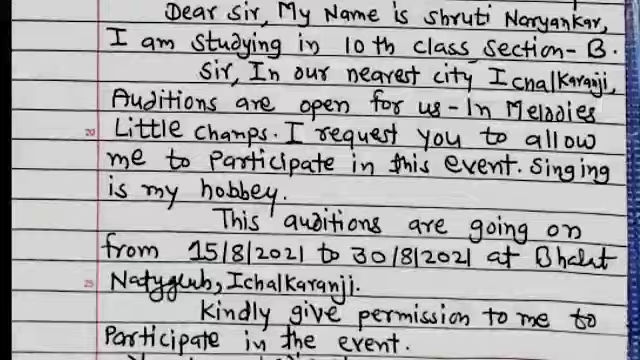 Dear Sir, My Name is Shruti Naryankar,
I am studying in 10th class section-B.
Sir, In our nearest city Ichalkaranji,
Auditions are open for us-In Melodies
20 Little champs. I request you to allow
me to participate in this event. Singing
is my hobbey.
This auditions are going on
from 15/8/2021 to 30/8/2021 at Bharat
25 Ichalkaranji.
Kindly give permission to me to
Participate in the event.